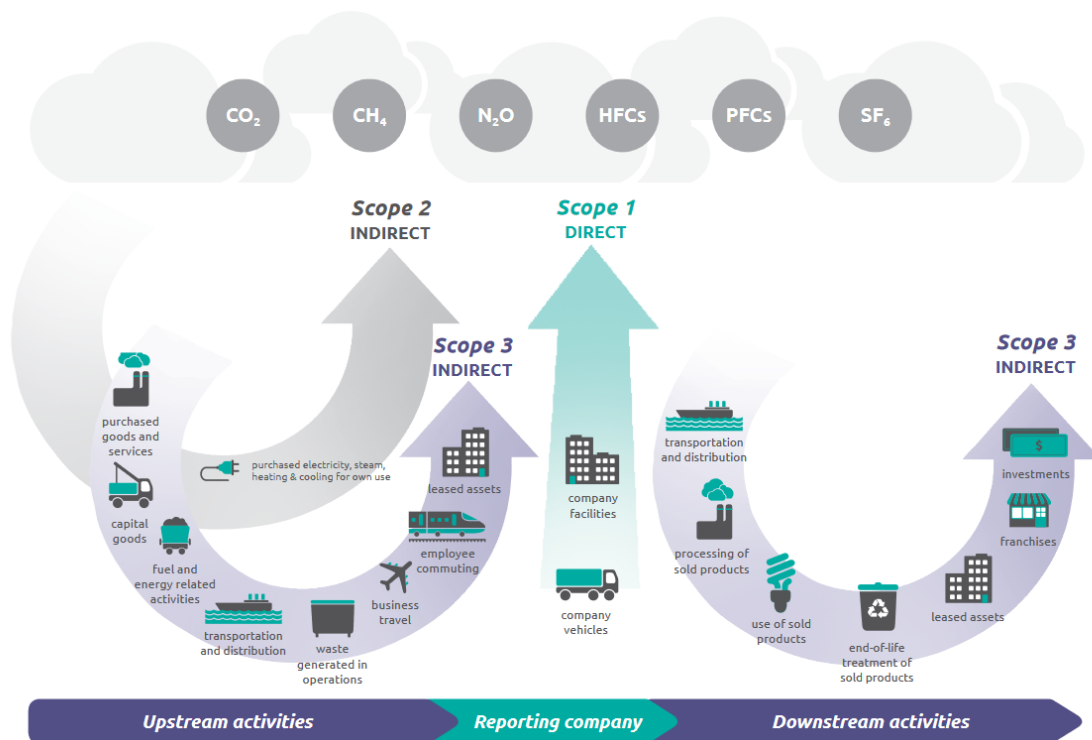 CO₂
CH₄
N₂O
HFCs
PFCs
SF₆
Scope 2
INDIRECT
Scope 1
DIRECT
Scope 3
INDIRECT
Scope 3
INDIRECT
purchased
goods and
services
capital
goods
fuel and
energy related
activities
transportation
and distribution
waste
generated in
operations
business
travel
employee
commuting
leased assets
purchased electricity, steam,
heating & cooling for own use
company
facilities
company
vehicles
transportation
and distribution
processing of
sold products
use of sold
products
end-of-life
treatment of
sold products
leased assets
franchises
$
investments
Upstream activities
Reporting company
Downstream activities